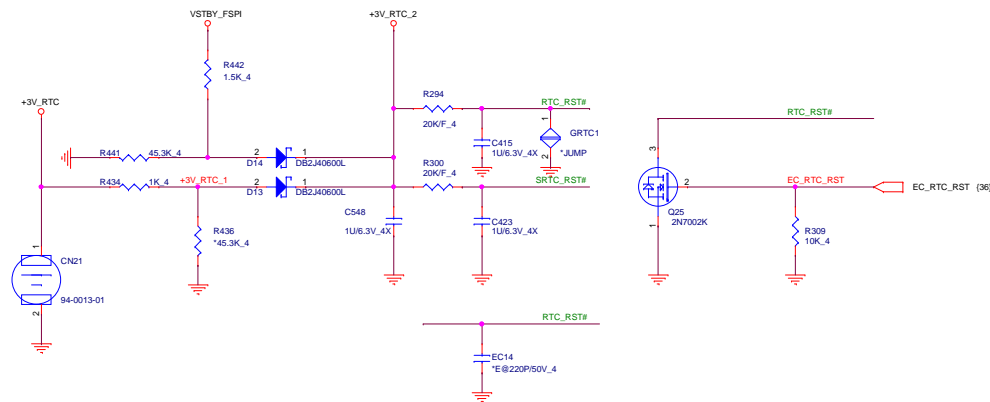 VSTBY_FSPI
+3V_RTC_2
R442
1.5K_4
+3V_RTC
R294
20K/F_4
RTC_RST#
1
GRTC1
2
*JUMP
C415
1U/6.3V_4X
RTC_RST#
R441
45.3K_4
2
D14
1
DB2J40600L
R434
1K_4
+3V_RTC_1
2
D13
1
DB2J40600L
R300
20K/F_4
SRTC_RST#
3
Q25
2N7002K
2
1
EC_RTC_RST
EC_RTC_RST {36}
R309
10K_4
R436
*45.3K_4
C548
1U/6.3V_4X
C423
1U/6.3V_4X
1
CN21
94-0013-01
2
RTC_RST#
EC14
*E@220P/50V_4